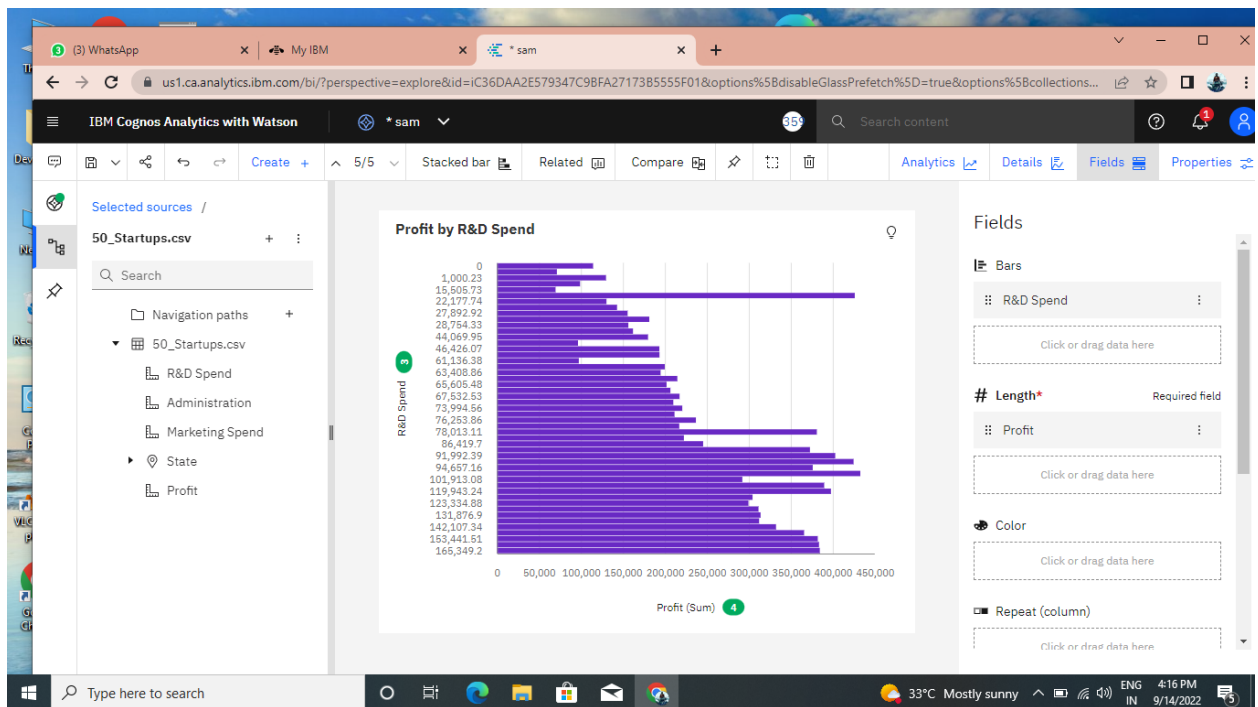 3 (3) WhatsApp
My IBM
* sam
us1.ca.analytics.ibm.com/bi/?perspective=explore&id=iC36DAA2E579347C9BFA27173B5555F01&options%5BdisableGlassPrefetch%5D=true&options%5Bcollections...
IBM Cognos Analytics with Watson
* sam
359
Search content
1
Create +
5/5
Stacked bar
Related
Compare
Analytics
Details
Fields
Properties
Selected sources /
50_Startups.csv
Search
Navigation paths
50_Startups.csv
R&D Spend
Administration
Marketing Spend
State
Profit
Profit by R&D Spend
0
1,000.23
15,505.73
22,177.74
27,892.92
28,754.33
44,069.95
46,426.07
61,136.38
63,408.86
65,605.48
67,532.53
73,994.56
76,253.86
78,013.11
86,419.7
91,992.39
94,657.16
101,913.08
119,943.24
123,334.88
131,876.9
142,107.34
153,441.51
165,349.2
R&D Spend 3
0 50,000 100,000 150,000 200,000 250,000 300,000 350,000 400,000 450,000
Profit (Sum) 4
Fields
Bars
R&D Spend
Click or drag data here
# Length* Required field
Profit
Click or drag data here
Color
Click or drag data here
Repeat (column)
Click or drag data here
Type here to search
33°C Mostly sunny
ENG
IN
4:16 PM
9/14/2022
5